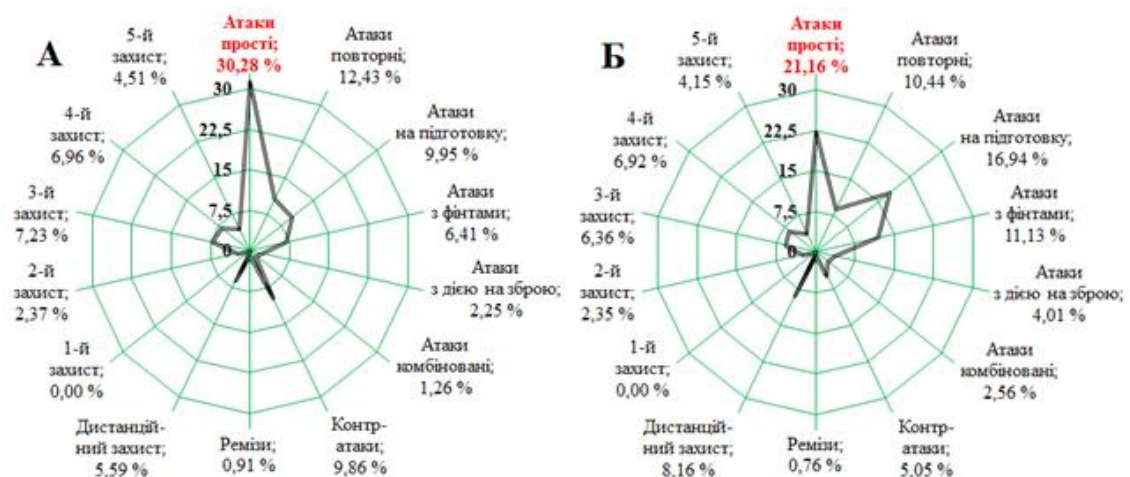 А
Атаки
прості;
30,28 %
Атаки
повторні;
12,43 %
Атаки
на підготовку;
9,95 %
Атаки
з фінтами;
6,41 %
Атаки
з дією на зброю;
2,25 %
Атаки
комбіновані;
1,26 %
Контр-
атаки;
9,86 %
Ремізи;
0,91 %
Дистанцій-
ний захист;
5,59 %
1-й
захист;
0,00 %
2-й
захист;
2,37 %
3-й
захист;
7,23 %
4-й
захист;
6,96 %
5-й
захист;
4,51 %
30
22,5
15
7,5
0
Б
Атаки
прості;
21,16 %
Атаки
повторні;
10,44 %
Атаки
на підготовку;
16,94 %
Атаки
з фінтами;
11,13 %
Атаки
з дією на зброю;
4,01 %
Атаки
комбіновані;
2,56 %
Контр-
атаки;
5,05 %
Ремізи;
0,76 %
Дистанцій-
ний захист;
8,16 %
1-й
захист;
0,00 %
2-й
захист;
2,35 %
3-й
захист;
6,36 %
4-й
захист;
6,92 %
5-й
захист;
4,15 %
30
22,5
15
7,5
0